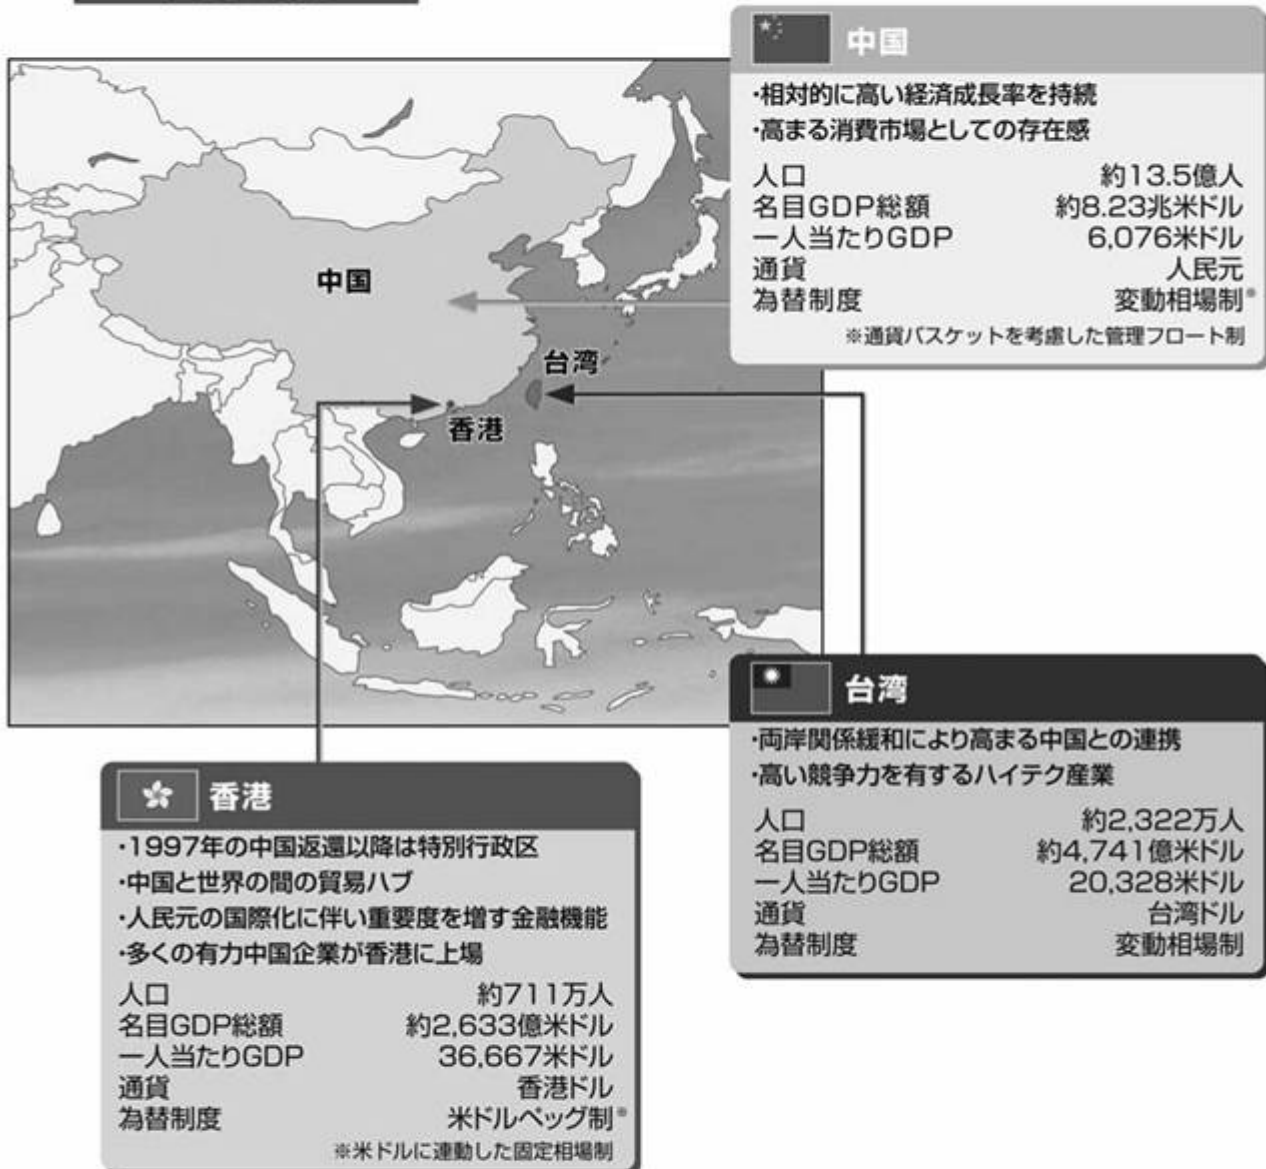 中国
・相対的に高い経済成長率を持続
・高まる消費市場としての存在感
人口 約13.5億人
名目GDP総額 約8.23兆米ドル
一人当たりGDP 6,076米ドル
通貨 人民元
為替制度 変動相場制※
※通貨バスケットを考慮した管理フロート制
中国
台湾
香港
台湾
・両岸関係緩和により高まる中国との連携
・高い競争力を有するハイテク産業
人口 約2,322万人
名目GDP総額 約4,741億米ドル
一人当たりGDP 20,328米ドル
通貨 台湾ドル
為替制度 変動相場制
香港
・1997年の中国返還以降は特別行政区
・中国と世界の間の貿易ハブ
・人民元の国際化に伴い重要度を増す金融機能
・多くの有力中国企業が香港に上場
人口 約711万人
名目GDP総額 約2,633億米ドル
一人当たりGDP 36,667米ドル
通貨 香港ドル
為替制度 米ドルペッグ制※
※米ドルに連動した固定相場制